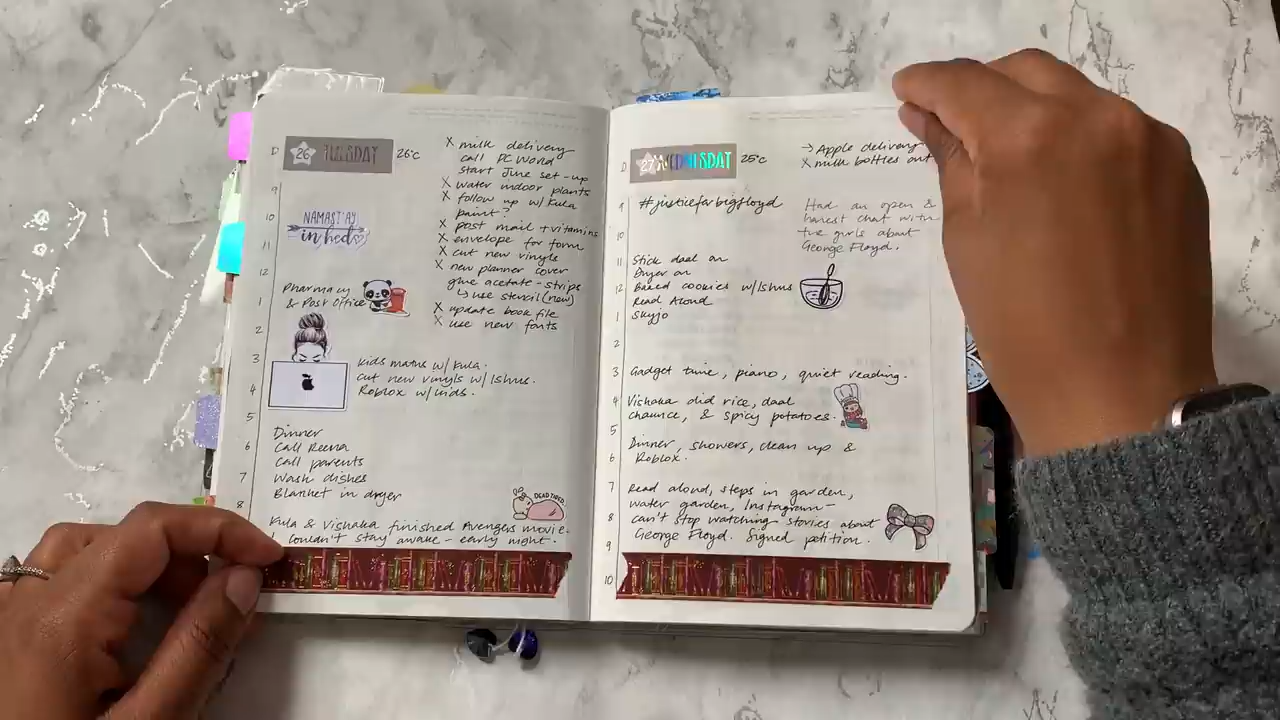 D
26 TUESDAY
26°c
X milk delivery
call PC World
start June set-up
X water indoor plants
X follow up w/ Kula
paint?
X post mail + vitamins
X envelope for form
X cut new vinyls
X new planner cover
glue acetate - strips
↳ use stencil (new)
X update book file
X use new fonts
9
10
11
12
1
2
3
4
5
6
7
8
NAMAST'AY
in bed
Pharmacy
& Post Office
Kids maths w/ Kula.
cut new vinyls w/ Ishus.
Roblox w/ kids.
Dinner
Call Reena
Call parents
Wash dishes
Blanket in dryer
DEAD TIRED
Kula & Vishaka finished Avengers movie.
I couldn't stay awake - early night.
D
27 WEDNESDAY
25°c
→ Apple delivery
X milk bottles out
9
10
11
12
1
2
3
4
5
6
7
8
9
10
#justiceforbigfloyd
Had an open &
honest chat with
the girls about
George Floyd.
Stick daal on
Dryer on
Baked cookies w/ Ishus
Read Aloud
Skyjo
Gadget time, piano, quiet reading.
Vishaka did rice, daal
chaunce, & spicy potatoes.
Dinner, showers, clean up &
Roblox.
Read aloud, steps in garden,
water garden, Instagram -
can't stop watching stories about
George Floyd. Signed petition.